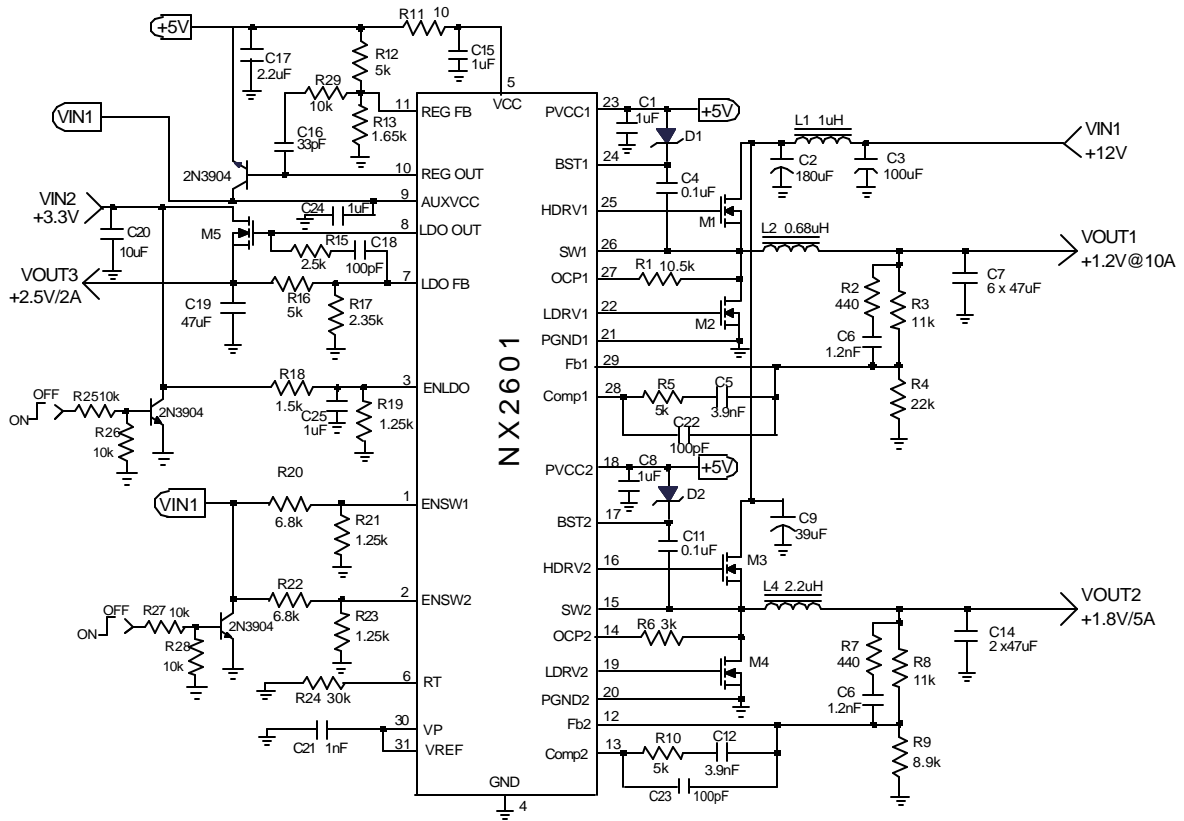 +5V
R11 10
C17
2.2uF
R12
5k
C15
1uF
R29
10k
R13
1.65k
C16
33pF
VIN1
2N3904
VIN2
+3.3V
C20
10uF
M5
C24
1uF
R15
2.5k
C18
100pF
VOUT3
+2.5V/2A
C19
47uF
R16
5k
R17
2.35k
R18
1.5k
C25
1uF
R19
1.25k
OFF
ON
R2510k
R26
10k
2N3904
R20
6.8k
VIN1
R21
1.25k
R22
6.8k
R23
1.25k
OFF
ON
R27 10k
R28
10k
2N3904
R24 30k
C21 1nF
5
VCC
11 REG FB
10 REG OUT
9 AUXVCC
8 LDO OUT
7 LDO FB
3 ENLDO
1 ENSW1
2 ENSW2
6 RT
30 VP
31 VREF
GND
4
NX2601
PVCC1 23
BST1 24
HDRV1 25
SW1 26
OCP1 27
LDRV1 22
PGND1 21
Fb1 29
Comp1 28
PVCC2 18
BST2 17
HDRV2 16
SW2 15
OCP2 14
LDRV2 19
PGND2 20
Fb2 12
Comp2 13
C1
1uF
+5V
D1
C4
0.1uF
L1 1uH
VIN1
+12V
C2
180uF
C3
100uF
M1
L2 0.68uH
VOUT1
+1.2V@10A
R1 10.5k
M2
R2
440
R3
11k
C7
6 x 47uF
C6
1.2nF
R4
22k
R5
5k
C5
3.9nF
C22
100pF
C8
1uF
+5V
D2
C11
0.1uF
C9
39uF
M3
L4 2.2uH
VOUT2
+1.8V/5A
R6 3k
M4
R7
440
R8
11k
C14
2 x47uF
C6
1.2nF
R9
8.9k
R10
5k
C12
3.9nF
C23
100pF